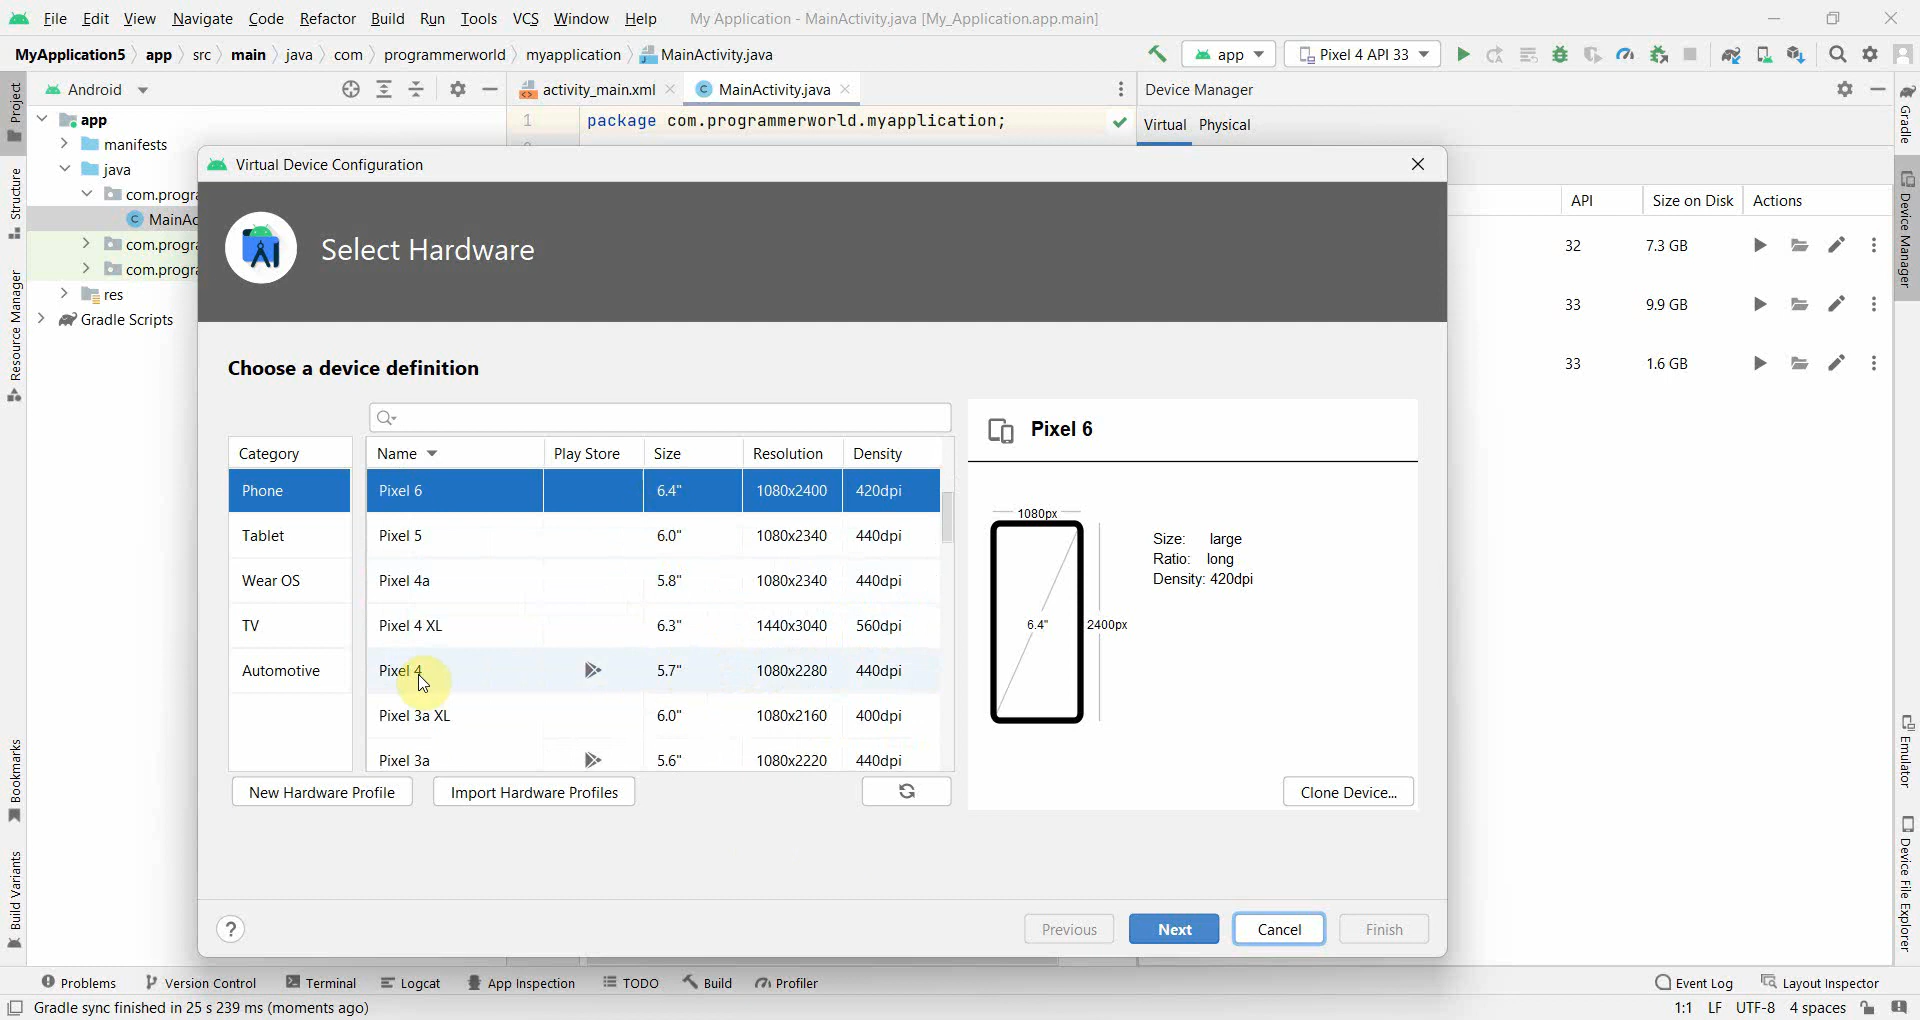 File Edit View Navigate Code Refactor Build Run Tools VCS Window Help My Application - MainActivity.java [My_Application.app.main]
MyApplication5 app src main java com programmerworld myapplication MainActivity.java app Pixel 4 API 33
Project Android activity_main.xml MainActivity.java Device Manager Gradle
app 1 package com.programmerworld.myapplication; Virtual Physical
manifests
java
com.progra
MainAc
com.progra
com.progra
res
Gradle Scripts
Structure
Resource Manager
Bookmarks
Build Variants
Virtual Device Configuration
Select Hardware
Choose a device definition
Category Name Play Store Size Resolution Density
Phone Pixel 6 6.4" 1080x2400 420dpi
Tablet Pixel 5 6.0" 1080x2340 440dpi
Wear OS Pixel 4a 5.8" 1080x2340 440dpi
TV Pixel 4 XL 6.3" 1440x3040 560dpi
Automotive Pixel 4 5.7" 1080x2280 440dpi
Pixel 3a XL 6.0" 1080x2160 400dpi
Pixel 3a 5.6" 1080x2220 440dpi
New Hardware Profile Import Hardware Profiles
Pixel 6
1080px
6.4"
2400px
Size: large
Ratio: long
Density: 420dpi
Clone Device...
? Previous Next Cancel Finish
API Size on Disk Actions
32 7.3 GB
33 9.9 GB
33 1.6 GB
Device Manager
Emulator
Device File Explorer
Problems Version Control Terminal Logcat App Inspection TODO Build Profiler Event Log Layout Inspector
Gradle sync finished in 25 s 239 ms (moments ago) 1:1 LF UTF-8 4 spaces